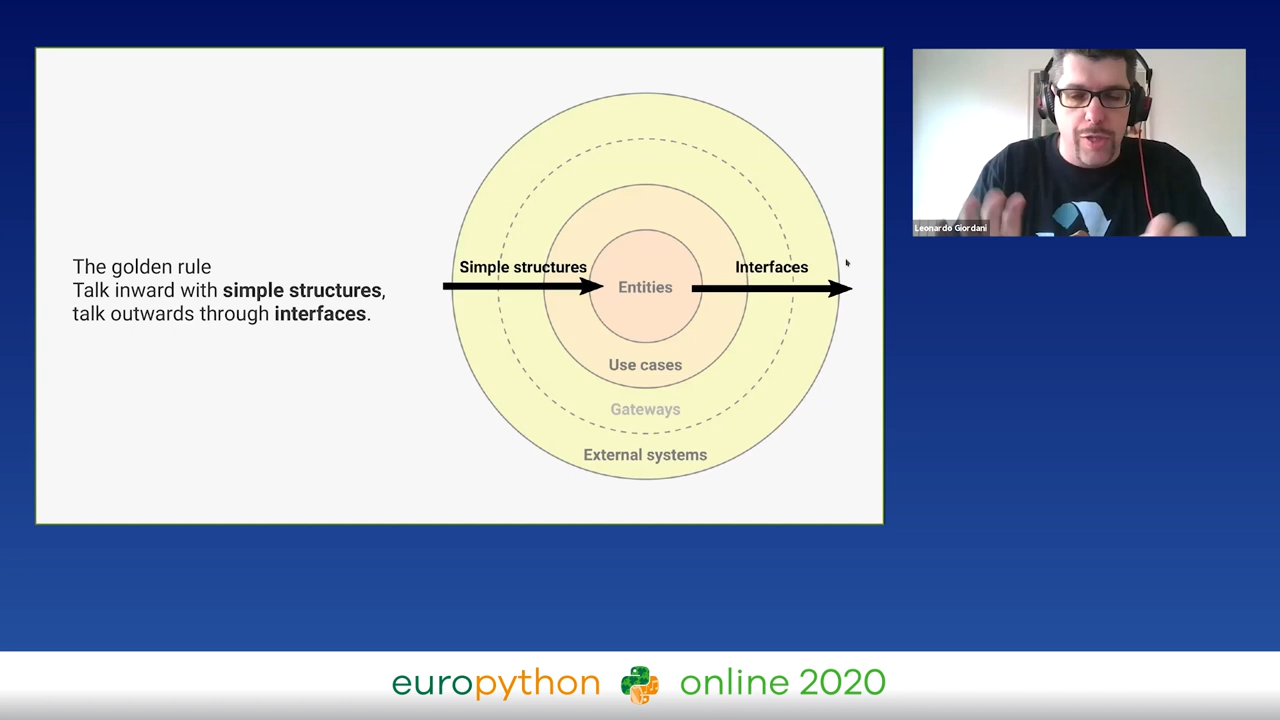 The golden rule
Talk inward with simple structures,
talk outwards through interfaces.
Simple structures
Interfaces
Entities
Use cases
Gateways
External systems
Leonardo Giordani
europython online 2020